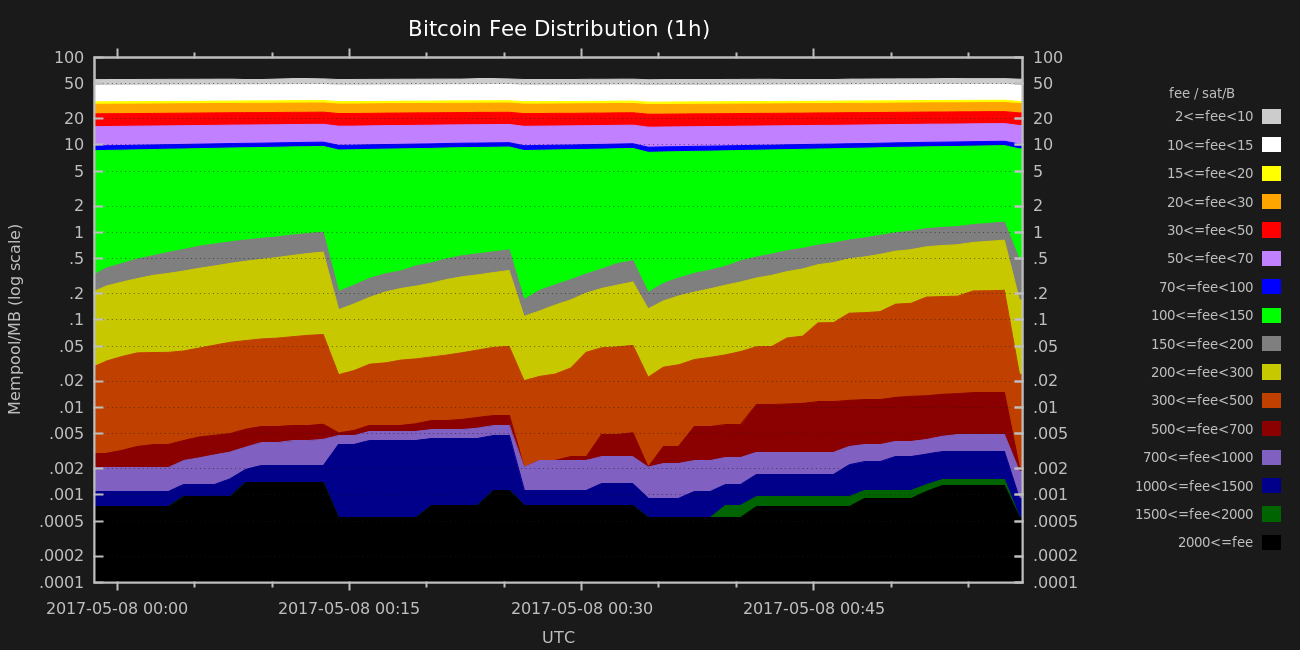 Bitcoin Fee Distribution (1h)
100
50
20
10
5
2
1
.5
.2
.1
.05
.02
.01
.005
.002
.001
.0005
.0002
.0001
Mempool/MB (log scale)
100
50
20
10
5
2
1
.5
.2
.1
.05
.02
.01
.005
.002
.001
.0005
.0002
.0001
2017-05-08 00:00 2017-05-08 00:15 2017-05-08 00:30 2017-05-08 00:45
UTC
fee / sat/B
2<=fee<10
10<=fee<15
15<=fee<20
20<=fee<30
30<=fee<50
50<=fee<70
70<=fee<100
100<=fee<150
150<=fee<200
200<=fee<300
300<=fee<500
500<=fee<700
700<=fee<1000
1000<=fee<1500
1500<=fee<2000
2000<=fee